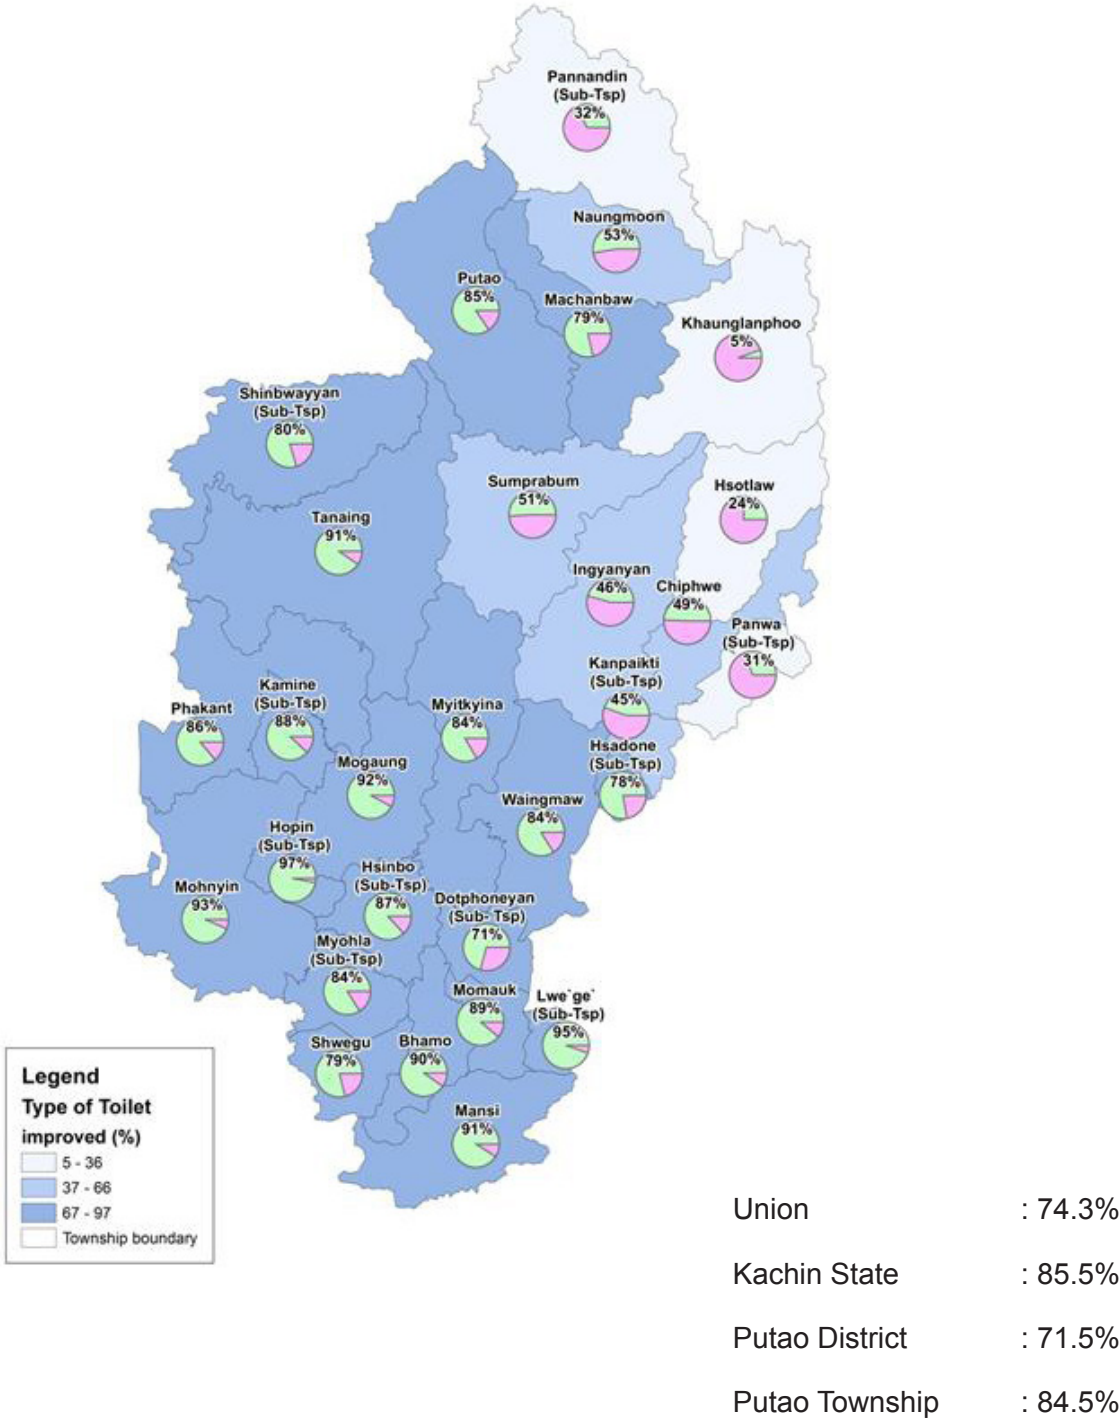 Pannandin
(Sub-Tsp)
32%
Naungmoon
53%
Putao
85%
Machanbaw
79%
Khaunglanphoo
5%
Shinbwayyan
(Sub-Tsp)
80%
Sumprabum
51%
Hsotlaw
24%
Tanaing
91%
Ingyanyan
46%
Chiphwe
49%
Panwa
(Sub-Tsp)
31%
Kanpaikti
(Sub-Tsp)
45%
Kamine
(Sub-Tsp)
88%
Phakant
86%
Myitkyina
84%
Hsadone
(Sub-Tsp)
78%
Mogaung
92%
Waingmaw
84%
Hopin
(Sub-Tsp)
97%
Hsinbo
(Sub-Tsp)
87%
Mohnyin
93%
Dotphoneyan
(Sub- Tsp)
71%
Myohla
(Sub-Tsp)
84%
Momauk
89%
Lwe`ge`
(Sub-Tsp)
95%
Shwegu
79%
Bhamo
90%
Mansi
91%
Legend
Type of Toilet
improved (%)
5 - 36
37 - 66
67 - 97
Township boundary
Union : 74.3%
Kachin State : 85.5%
Putao District : 71.5%
Putao Township : 84.5%